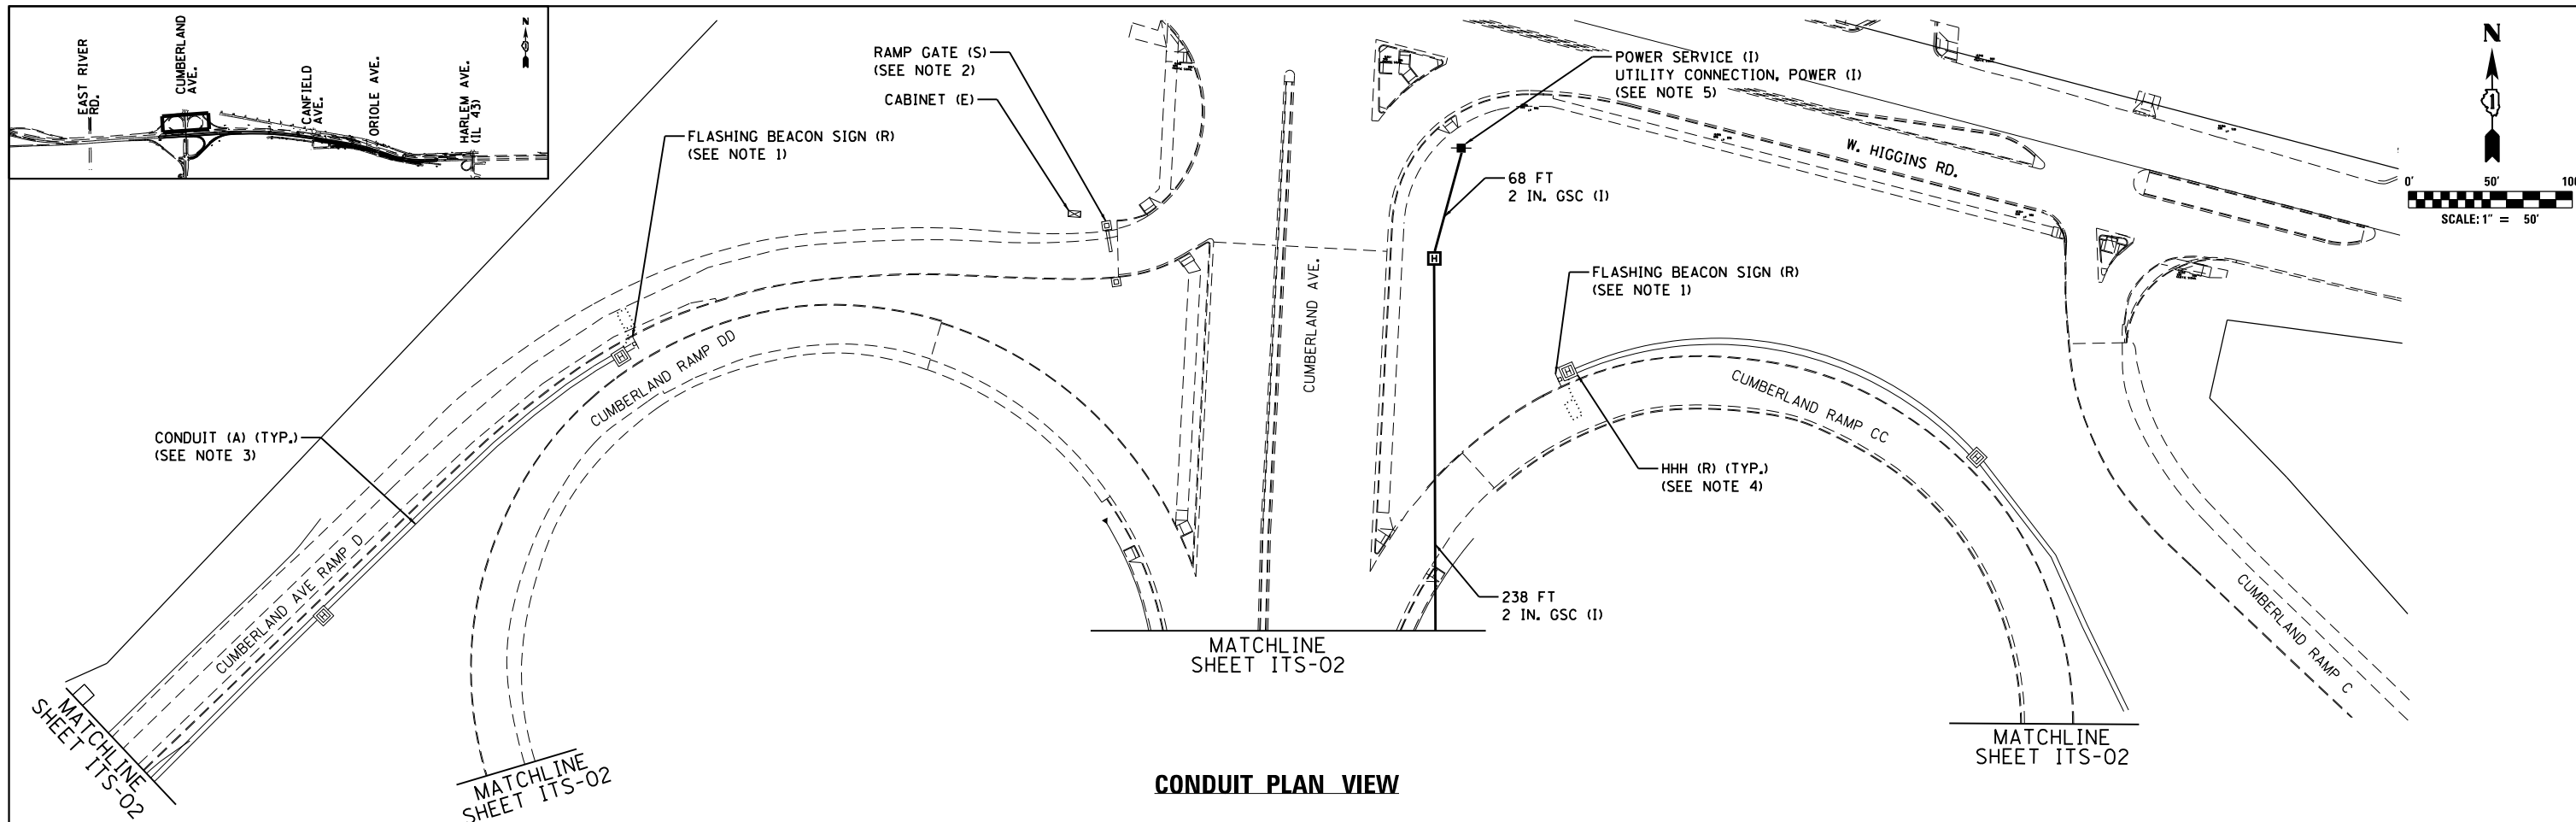 EAST RIVER
RD.
CUMBERLAND
AVE.
CANFIELD
AVE.
ORIOLE AVE.
HARLEM AVE.
(IL 43)
N
RAMP GATE (S)
(SEE NOTE 2)
CABINET (E)
FLASHING BEACON SIGN (R)
(SEE NOTE 1)
POWER SERVICE (I)
UTILITY CONNECTION, POWER (I)
(SEE NOTE 5)
W. HIGGINS RD.
N
0' 50' 100
SCALE: 1" = 50'
68 FT
2 IN. GSC (I)
H
CUMBERLAND AVE.
FLASHING BEACON SIGN (R)
(SEE NOTE 1)
H
CUMBERLAND RAMP DD
H
CUMBERLAND RAMP CC
CONDUIT (A) (TYP.)
(SEE NOTE 3)
H
HHH (R) (TYP.)
(SEE NOTE 4)
CUMBERLAND AVE RAMP D
H
238 FT
2 IN. GSC (I)
CUMBERLAND RAMP C
MATCHLINE
SHEET ITS-02
MATCHLINE
SHEET ITS-02
MATCHLINE
SHEET ITS-02
MATCHLINE
SHEET ITS-02
CONDUIT PLAN VIEW